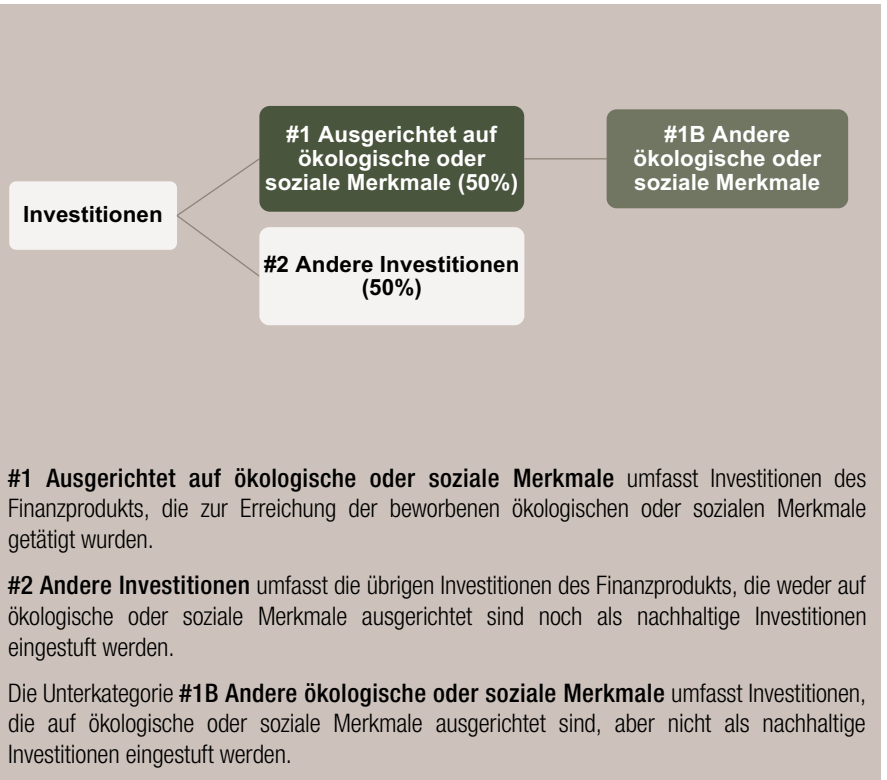 #1 Ausgerichtet auf
ökologische oder
soziale Merkmale (50%)
#1B Andere
ökologische oder
soziale Merkmale
Investitionen
#2 Andere Investitionen
(50%)
#1 Ausgerichtet auf ökologische oder soziale Merkmale umfasst Investitionen des
Finanzprodukts, die zur Erreichung der beworbenen ökologischen oder sozialen Merkmale
getätigt wurden.
#2 Andere Investitionen umfasst die übrigen Investitionen des Finanzprodukts, die weder auf
ökologische oder soziale Merkmale ausgerichtet sind noch als nachhaltige Investitionen
eingestuft werden.
Die Unterkategorie #1B Andere ökologische oder soziale Merkmale umfasst Investitionen,
die auf ökologische oder soziale Merkmale ausgerichtet sind, aber nicht als nachhaltige
Investitionen eingestuft werden.